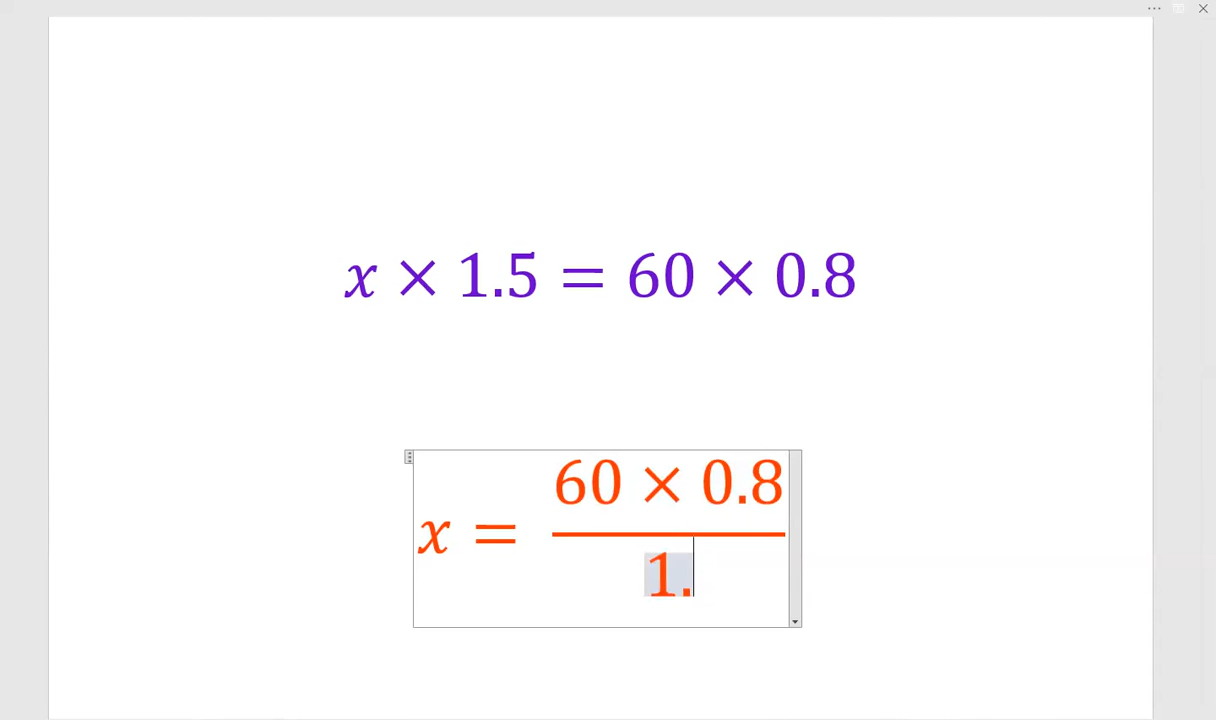 x × 1.5 = 60 × 0.8
x = 60 × 0.8
1.